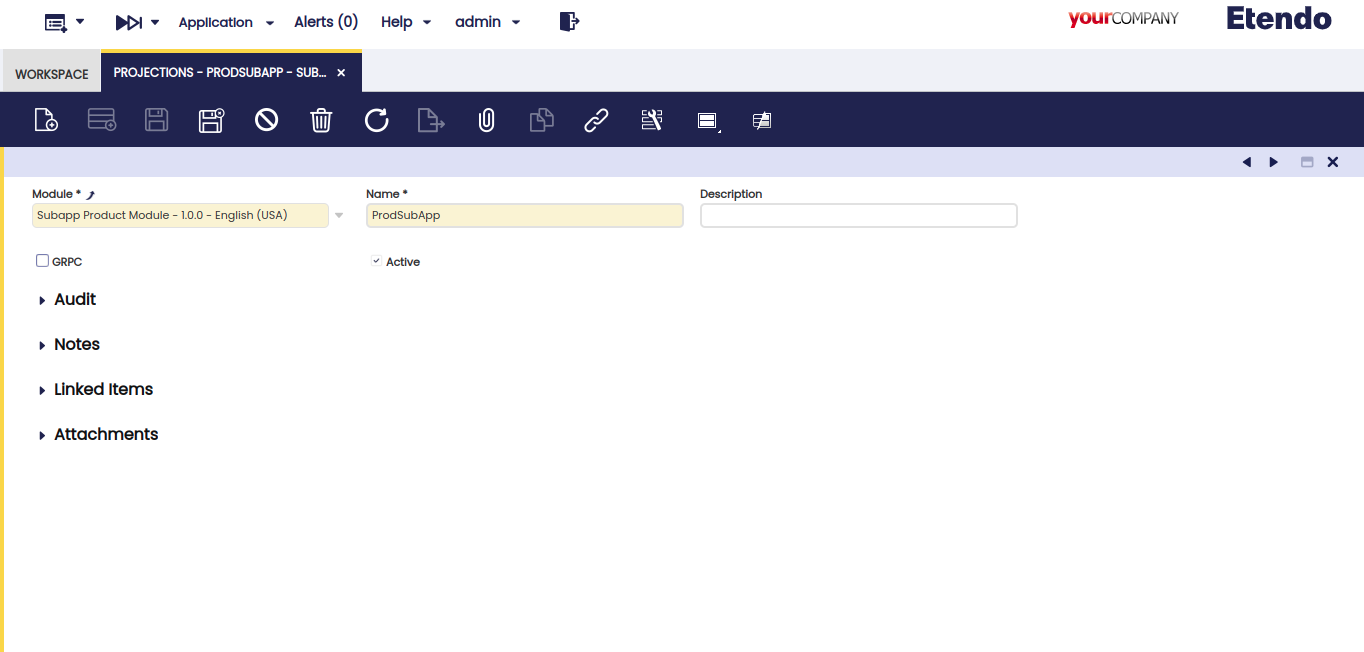 Application
Alerts (0)
Help
admin
yourCOMPANY
Etendo
WORKSPACE
PROJECTIONS - PRODSUBAPP - SUB...
Module *
Name *
Description
Subapp Product Module - 1.0.0 - English (USA)
ProdSubApp
GRPC
Active
Audit
Notes
Linked Items
Attachments